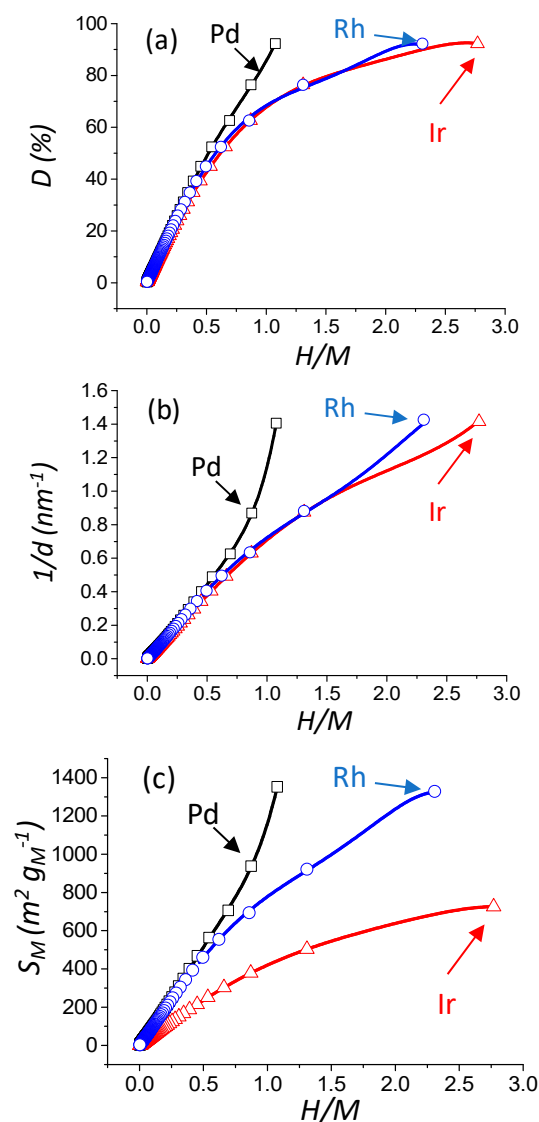 (a)
Pd
Rh
Ir
D (%)
100
80
60
40
20
0
0.0 0.5 1.0 1.5 2.0 2.5 3.0
H/M
(b)
Rh
Pd
Ir
1/d (nm-1)
1.6
1.4
1.2
1.0
0.8
0.6
0.4
0.2
0.0
0.0 0.5 1.0 1.5 2.0 2.5 3.0
H/M
(c)
Rh
Pd
Ir
SM (m2 gM-1)
1400
1200
1000
800
600
400
200
0
0.0 0.5 1.0 1.5 2.0 2.5 3.0
H/M